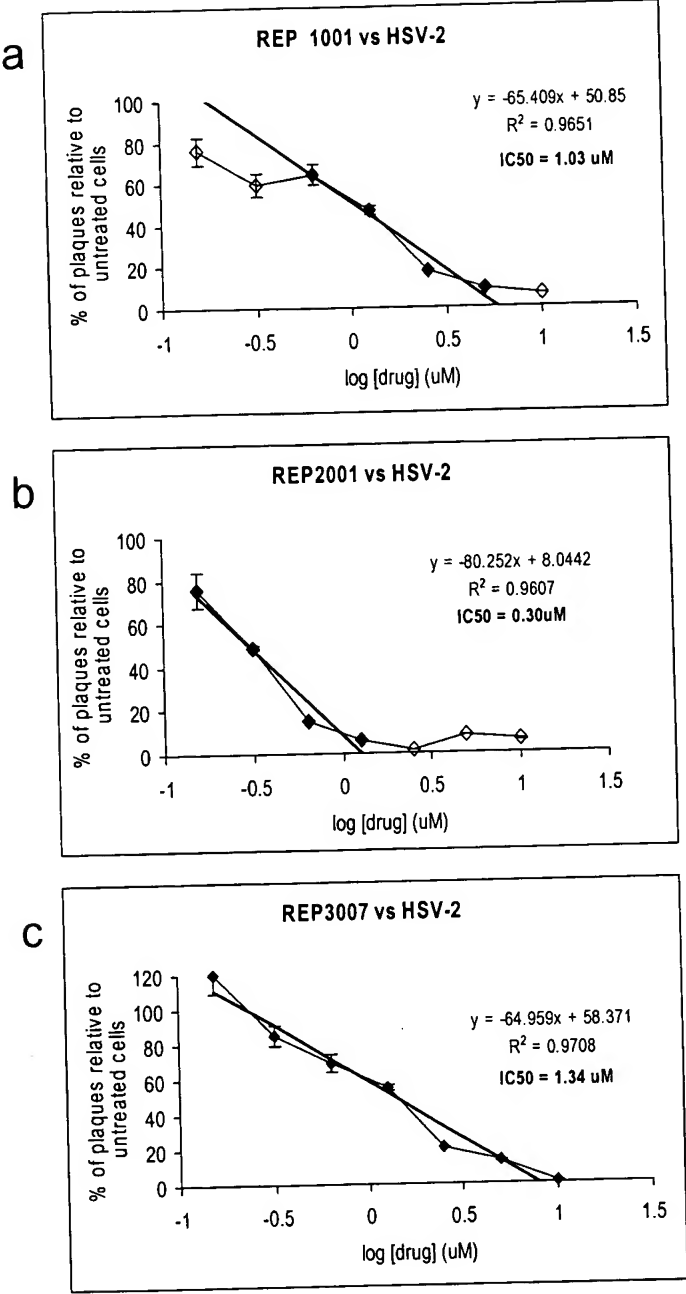 a
REP 1001 vs HSV-2
% of plaques relative to
untreated cells
100
80
60
40
20
0
y = -65.409x + 50.85
R² = 0.9651
IC50 = 1.03 uM
-1
-0.5
0
0.5
1
1.5
log [drug] (uM)
b
REP2001 vs HSV-2
% of plaques relative to
untreated cells
100
80
60
40
20
0
y = -80.252x + 8.0442
R² = 0.9607
IC50 = 0.30uM
-1
-0.5
0
0.5
1
1.5
log [drug] (uM)
c
REP3007 vs HSV-2
% of plaques relative to
untreated cells
120
100
80
60
40
20
0
y = -64.959x + 58.371
R² = 0.9708
IC50 = 1.34 uM
-1
-0.5
0
0.5
1
1.5
log [drug] (uM)